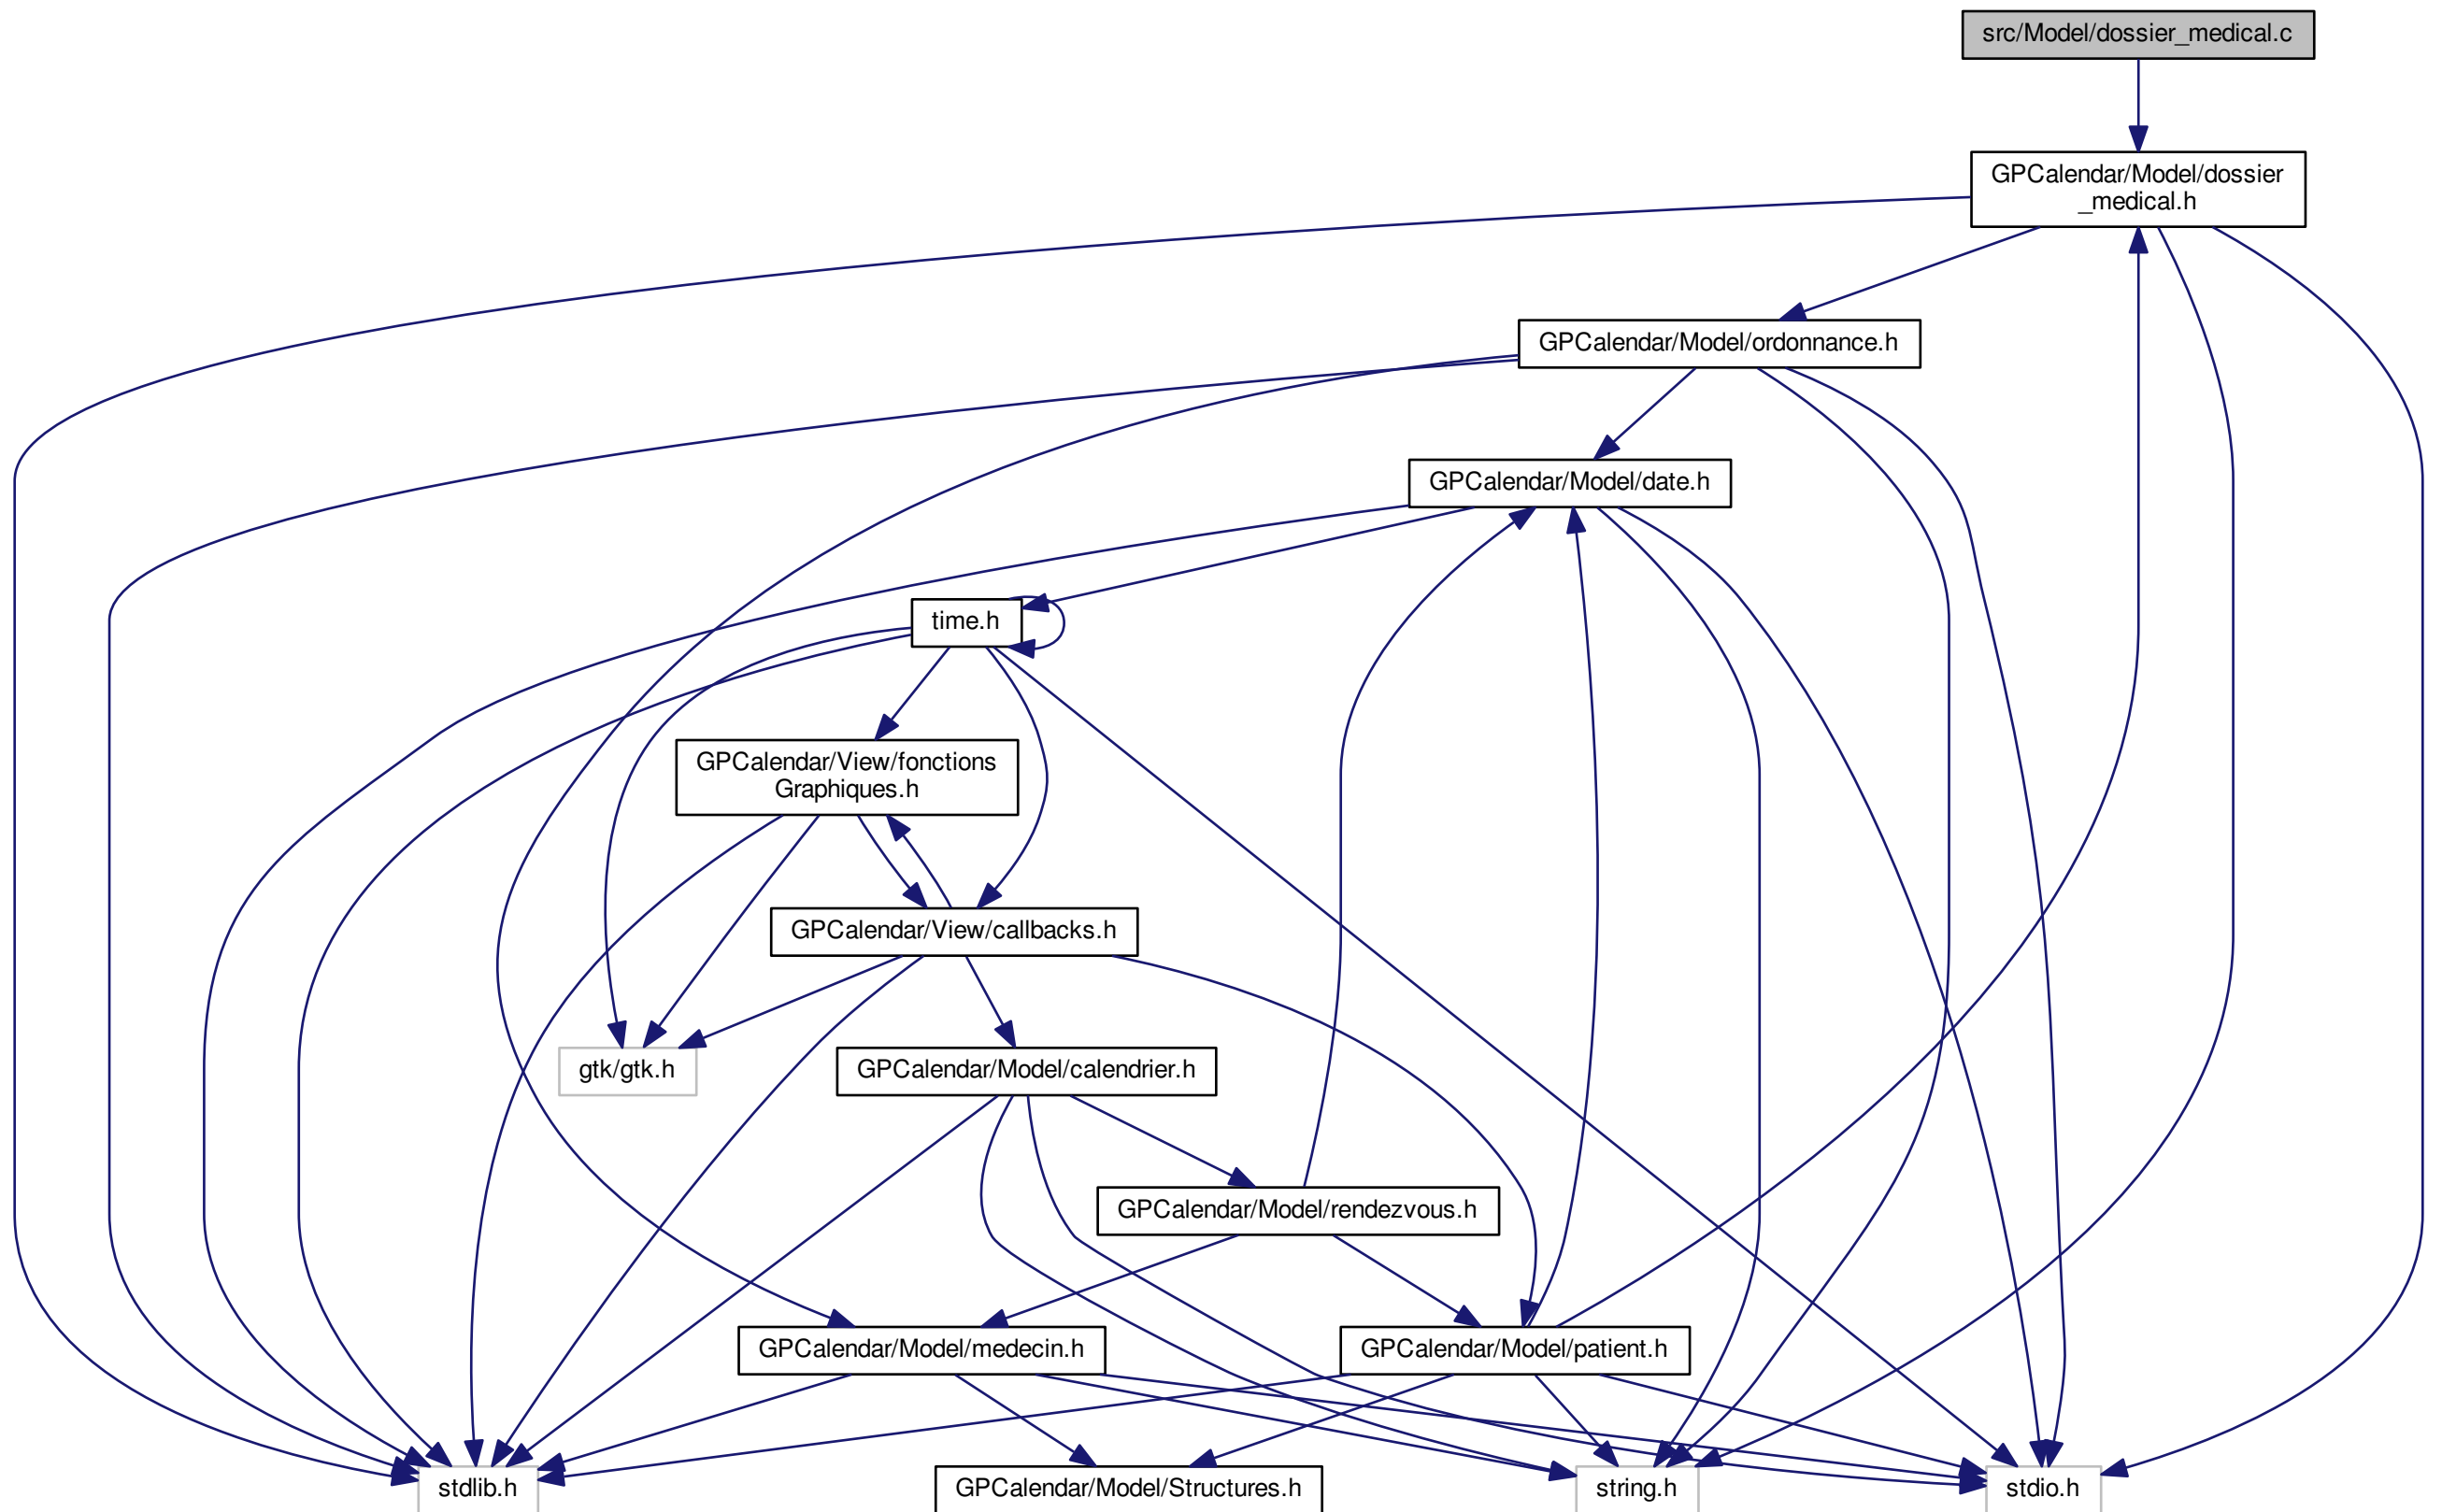 src/Model/dossier_medical.c
GPCalendar/Model/dossier
_medical.h
GPCalendar/Model/ordonnance.h
GPCalendar/Model/date.h
time.h
GPCalendar/View/fonctions
Graphiques.h
GPCalendar/View/callbacks.h
gtk/gtk.h
GPCalendar/Model/calendrier.h
GPCalendar/Model/rendezvous.h
GPCalendar/Model/medecin.h
GPCalendar/Model/patient.h
stdlib.h
GPCalendar/Model/Structures.h
string.h
stdio.h